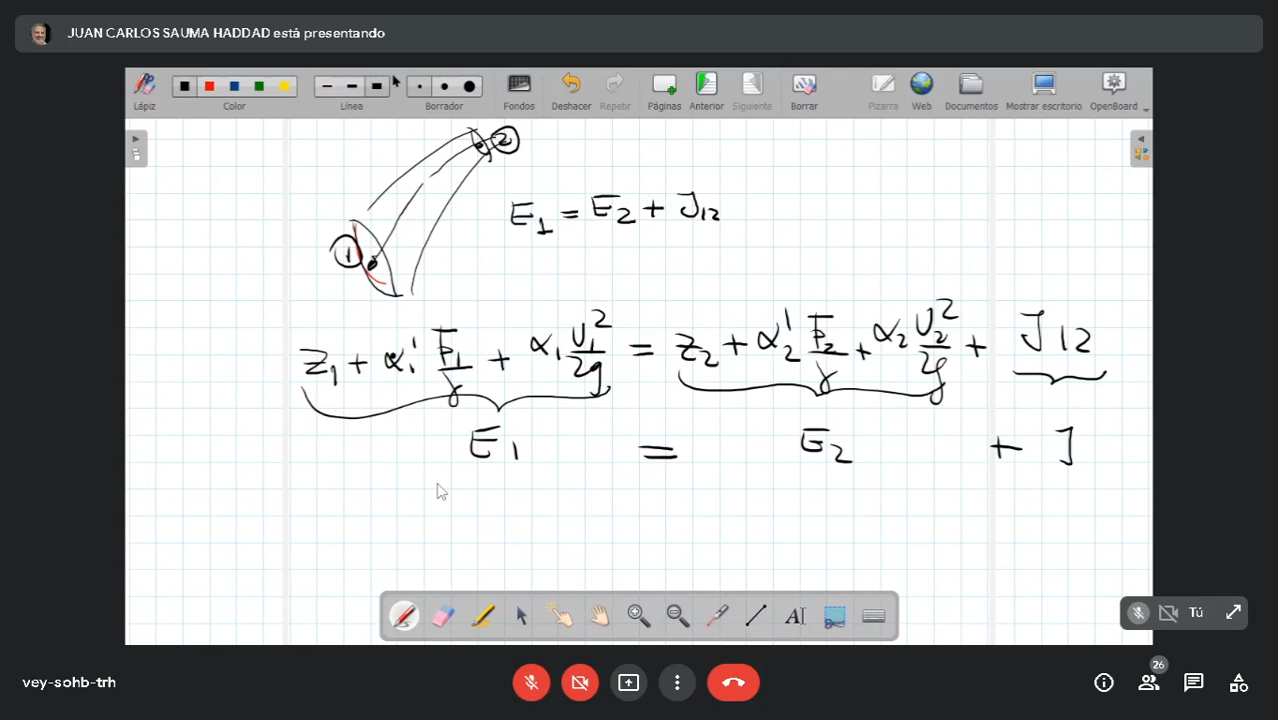 JUAN CARLOS SAUMA HADDAD está presentando
Lápiz Color Línea Borrador Fondos Deshacer Repetir Páginas Anterior Siguiente Borrar Pizarra Web Documentos Mostrar escritorio OpenBoard
2
E₁ = E₂ + J₁₂
1
z₁ + α₁' p₁/γ + α₁ U₁²/2g = z₂ + α₂' p₂/γ + α₂ U₂²/2g + J12
E₁ = E₂ + J
Tú
26
vey-sohb-trh